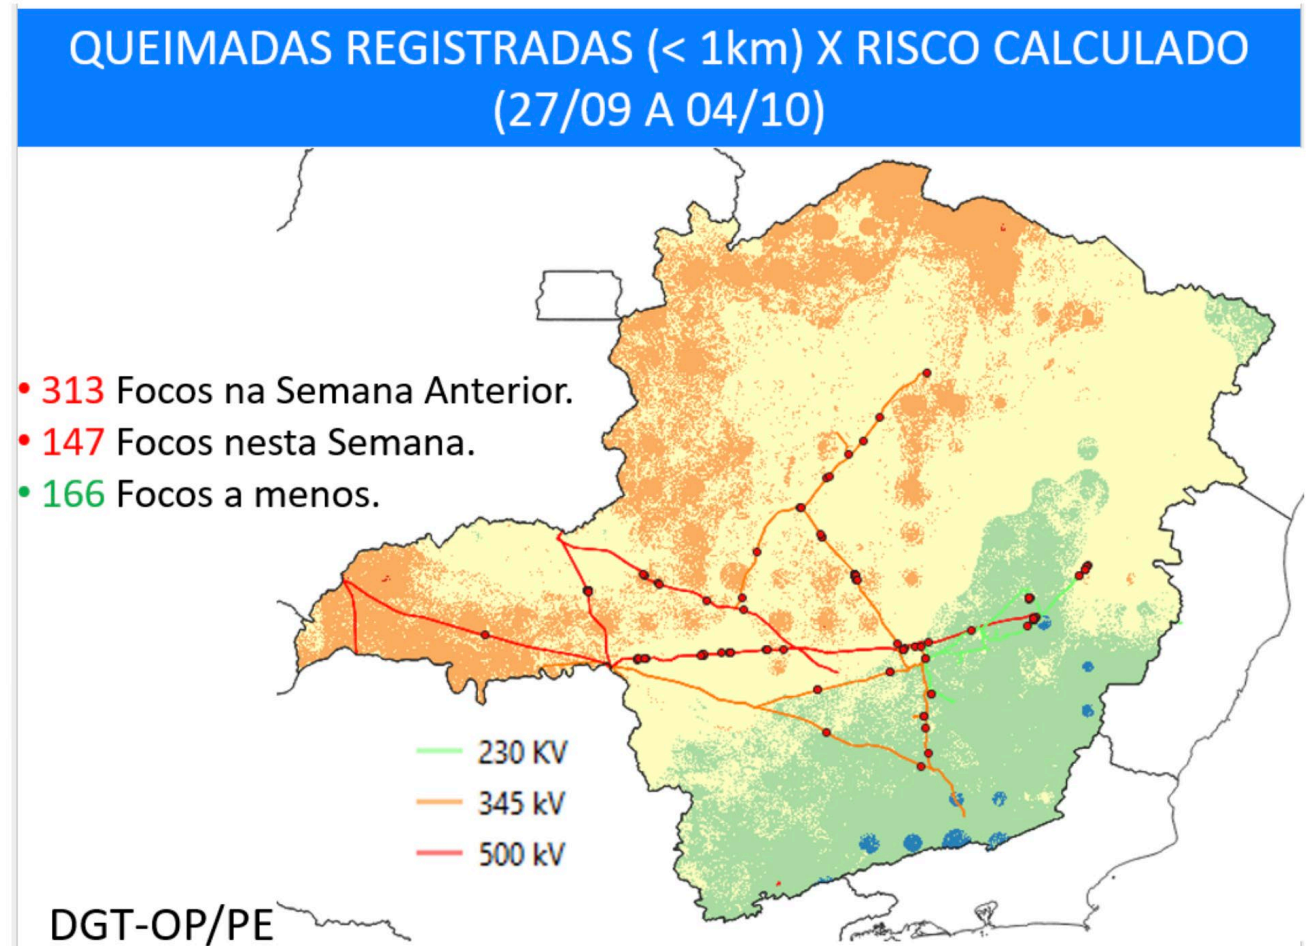 QUEIMADAS REGISTRADAS (< 1km) X RISCO CALCULADO
(27/09 A 04/10)
• 313 Focos na Semana Anterior.
• 147 Focos nesta Semana.
• 166 Focos a menos.
230 KV
345 kV
500 kV
DGT-OP/PE